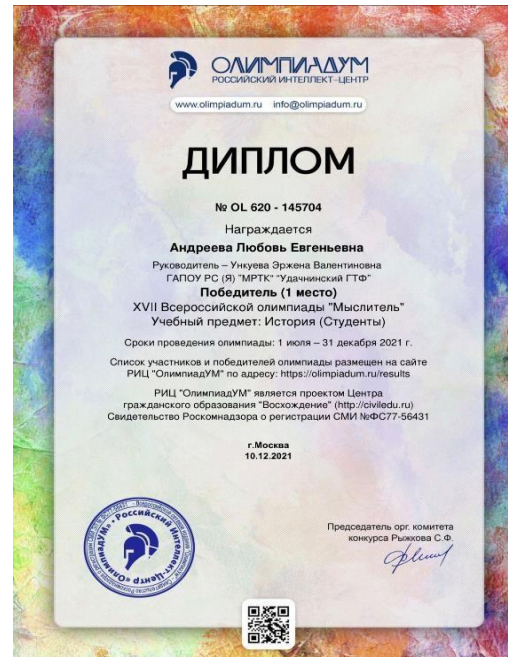 ОЛИМПИАДУМ
РОССИЙСКИЙ ИНТЕЛЛЕКТ-ЦЕНТР
www.olimpiadum.ru info@olimpiadum.ru
ДИПЛОМ
№ OL 620 - 145704
Награждается
Андреева Любовь Евгеньевна
Руководитель – Ункуева Эржена Валентиновна
ГАПОУ РС (Я) "МРТК" "Удачнинский ГТФ"
Победитель (1 место)
XVII Всероссийской олимпиады "Мыслитель"
Учебный предмет: История (Студенты)
Сроки проведения олимпиады: 1 июля – 31 декабря 2021 г.
Список участников и победителей олимпиады размещен на сайте
РИЦ "ОлимпиадУМ" по адресу: https://olimpiadum.ru/results
РИЦ "ОлимпиадУМ" является проектом Центра
гражданского образования "Восхождение" (http://civiledu.ru)
Свидетельство Роскомнадзора о регистрации СМИ №ФС77-56431
г.Москва
10.12.2021
Российский Интеллект-Центр «ОлимпиадУМ»
Председатель орг. комитета
конкурса Рыжкова С.Ф.